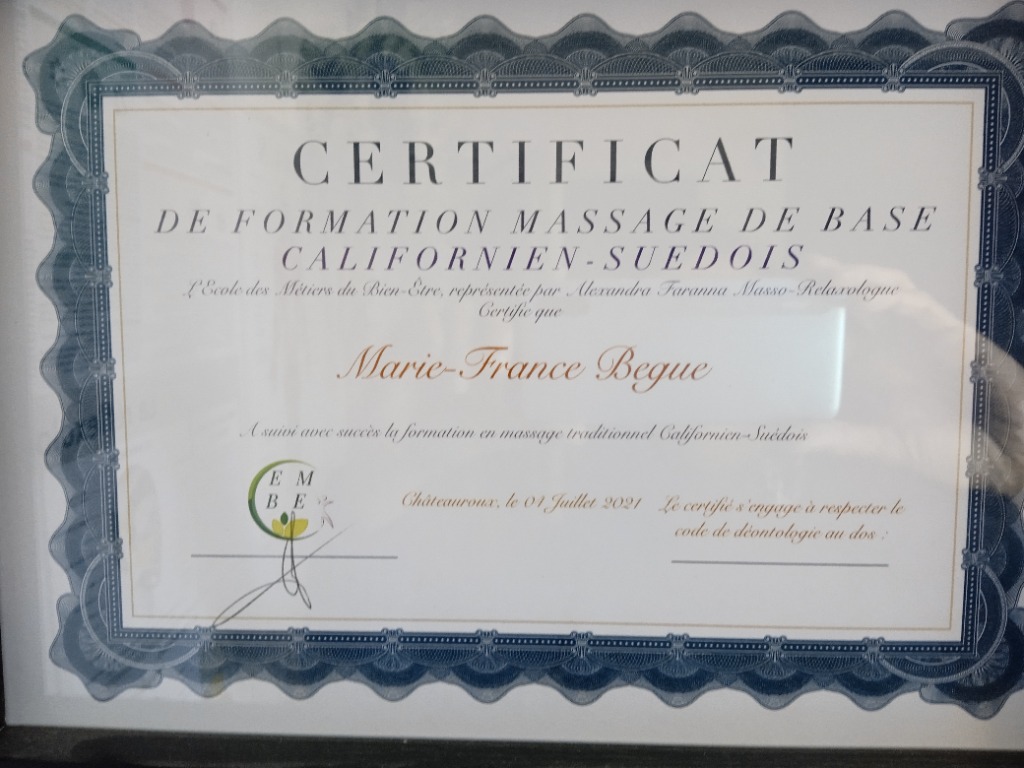 CERTIFICAT
DE FORMATION MASSAGE DE BASE
CALIFORNIEN-SUEDOIS
L'Ecole des Métiers du Bien-Être, représentée par Alexandra Faranna Masso-Relaxologue
Certifie que
Marie-France Begue
A suivi avec succès la formation en massage traditionnel Californien-Suédois
E M
B E
Châteauroux, le 01 Juillet 2021
Le certifié s'engage à respecter le
code de déontologie au dos :